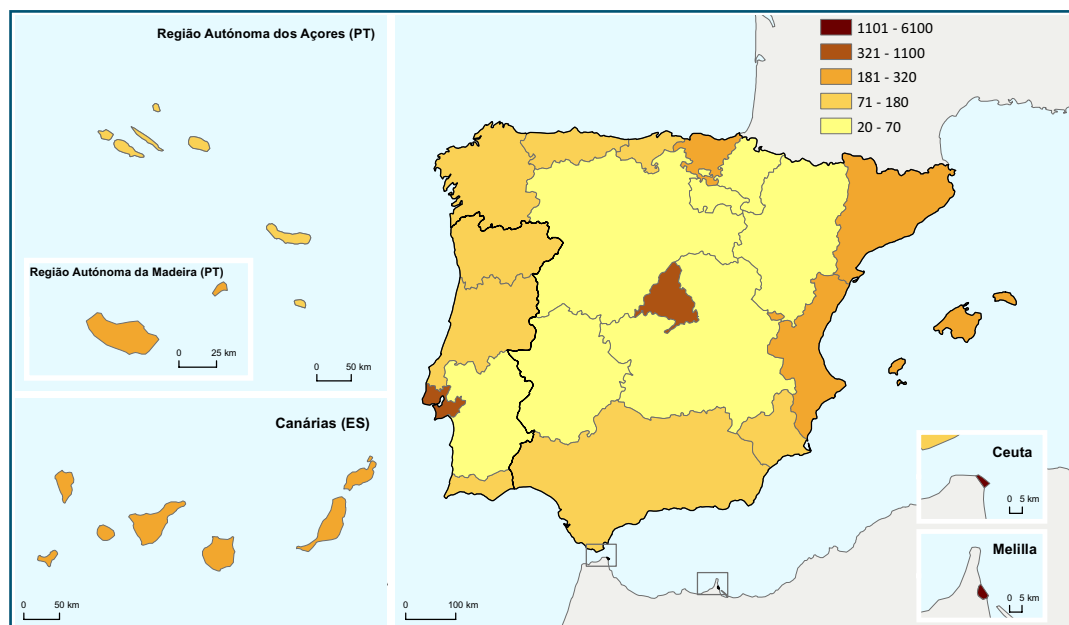 Região Autónoma dos Açores (PT)
Região Autónoma da Madeira (PT)
0 25 km
0 50 km
Canárias (ES)
0 50 km
1101 - 6100
321 - 1100
181 - 320
71 - 180
20 - 70
0 100 km
Ceuta
0 5 km
Melilla
0 5 km